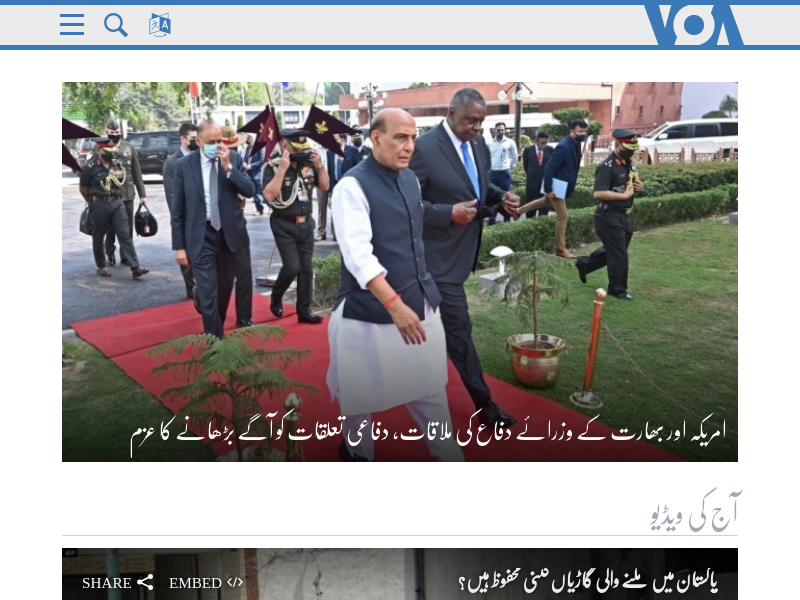 VOA
امریکہ اور بھارت کے وزرائے دفاع کی ملاقات، دفاعی تعلقات کو آگے بڑھانے کا عزم
آج کی ویڈیو
پاکستان میں ملنے والی گاڑیاں کتنی محفوظ ہیں؟
SHARE EMBED